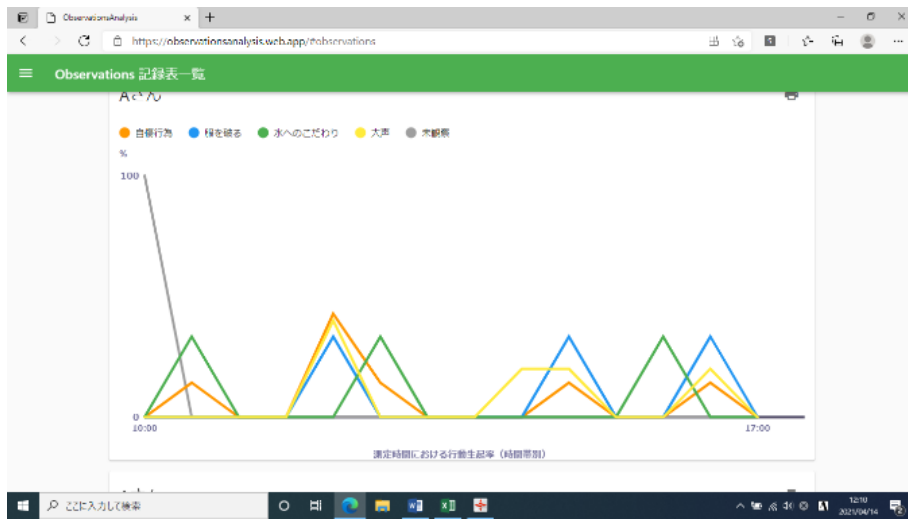 ObservationsAnalysis
https://observationsanalysis.web.app/#observations
Observations 記録表一覧
Aさん
自傷行為 服を破る 水へのこだわり 大声 未観察
%
100
0
10:00 17:00
測定時間における行動生起率（時間帯別）
ここに入力して検索
12:10
2021/04/14